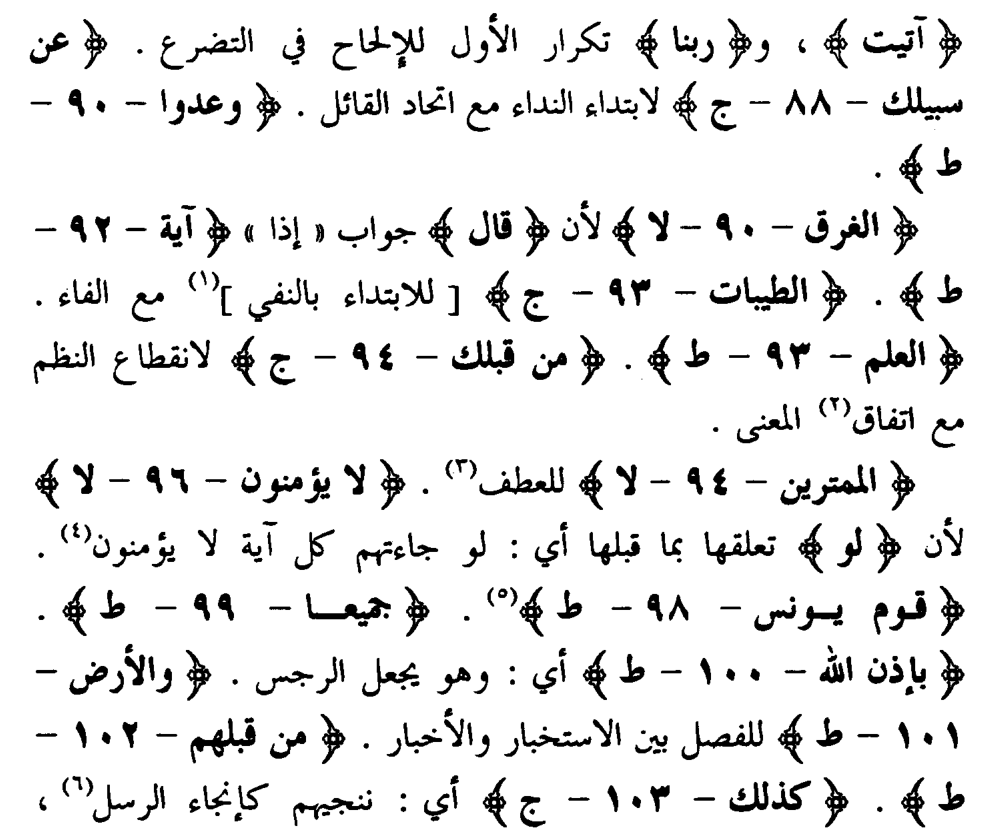 ﴿ آتيت ﴾ ، و﴿ ربنا ﴾ تكرار الأول للإلحاح في التضرع . ﴿ عن
سبيلك – ٨٨ – ج ﴾ لابتداء النداء مع اتحاد القائل . ﴿ وعدوا – ٩٠ –
ط ﴾ .
﴿ الغرق – ٩٠ – لا ﴾ لأن ﴿ قال ﴾ جواب « إذا » ﴿ آية – ٩٢ –
ط ﴾ . ﴿ الطيبات – ٩٣ – ج ﴾ [ للابتداء بالنفي ](١) مع الفاء .
﴿ العلم – ٩٣ – ط ﴾ . ﴿ من قبلك – ٩٤ – ج ﴾ لانقطاع النظم
مع اتفاق(٢) المعنى .
﴿ الممترين – ٩٤ – لا ﴾ للعطف(٣) . ﴿ لا يؤمنون – ٩٦ – لا ﴾
لأن ﴿ لو ﴾ تعلقها بما قبلها أي : لو جاءتهم كل آية لا يؤمنون(٤) .
﴿ قوم يونس – ٩٨ – ط ﴾(٥) . ﴿ جميعا – ٩٩ – ط ﴾ .
﴿ بإذن الله – ١٠٠ – ط ﴾ أي : وهو يجعل الرجس . ﴿ والأرض –
١٠١ – ط ﴾ للفصل بين الاستخبار والأخبار . ﴿ من قبلهم – ١٠٢ –
ط ﴾ . ﴿ كذلك – ١٠٣ – ج ﴾ أي : ننجيهم كإنجاء الرسل(٦) ،